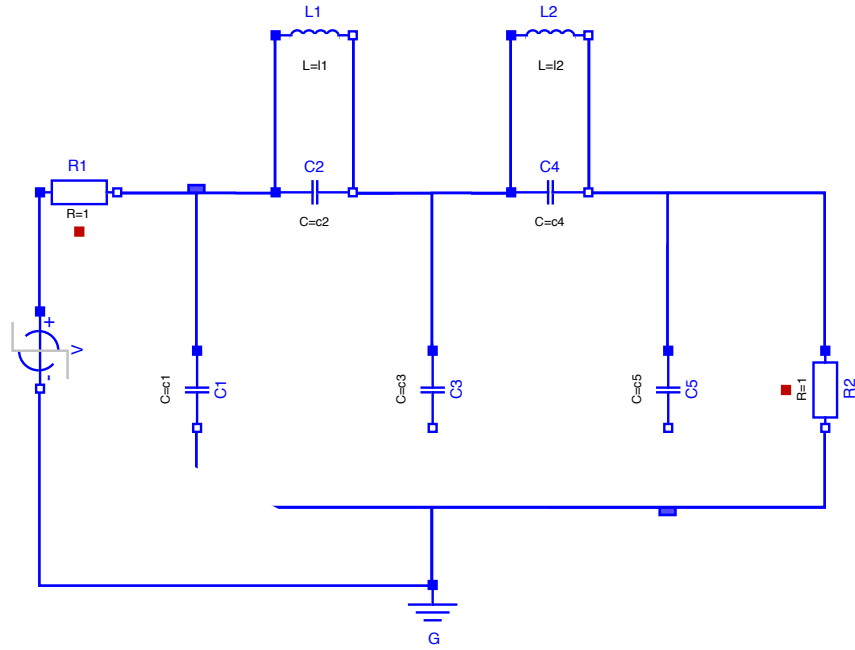 L1
L2
L=l1
L=l2
R1
C2
C4
R=1
C=c2
C=c4
+
V
-
C=c1
C1
C=c3
C3
C=c5
C5
R=1
R2
G